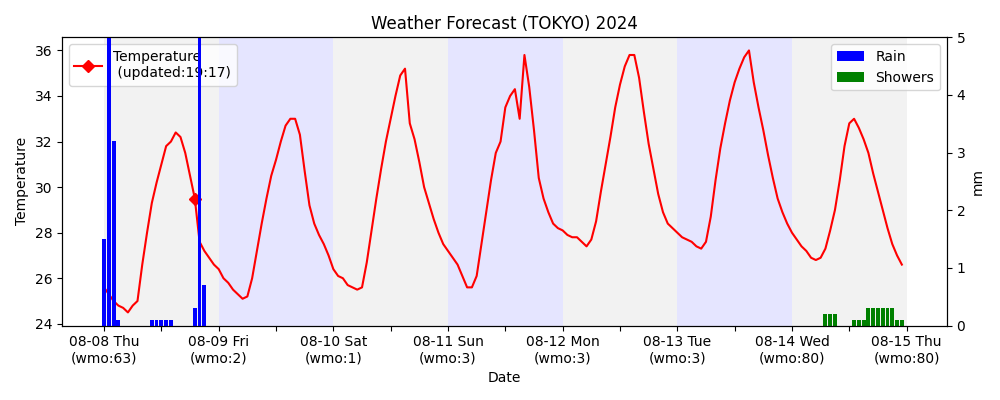 Weather Forecast (TOKYO) 2024
Temperature
(updated:19:17)
Rain
Showers
36
34
32
30
28
26
24
Temperature
5
4
3
2
1
0
mm
08-08 Thu
(wmo:63)
08-09 Fri
(wmo:2)
08-10 Sat
(wmo:1)
08-11 Sun
(wmo:3)
08-12 Mon
(wmo:3)
08-13 Tue
(wmo:3)
08-14 Wed
(wmo:80)
08-15 Thu
(wmo:80)
Date